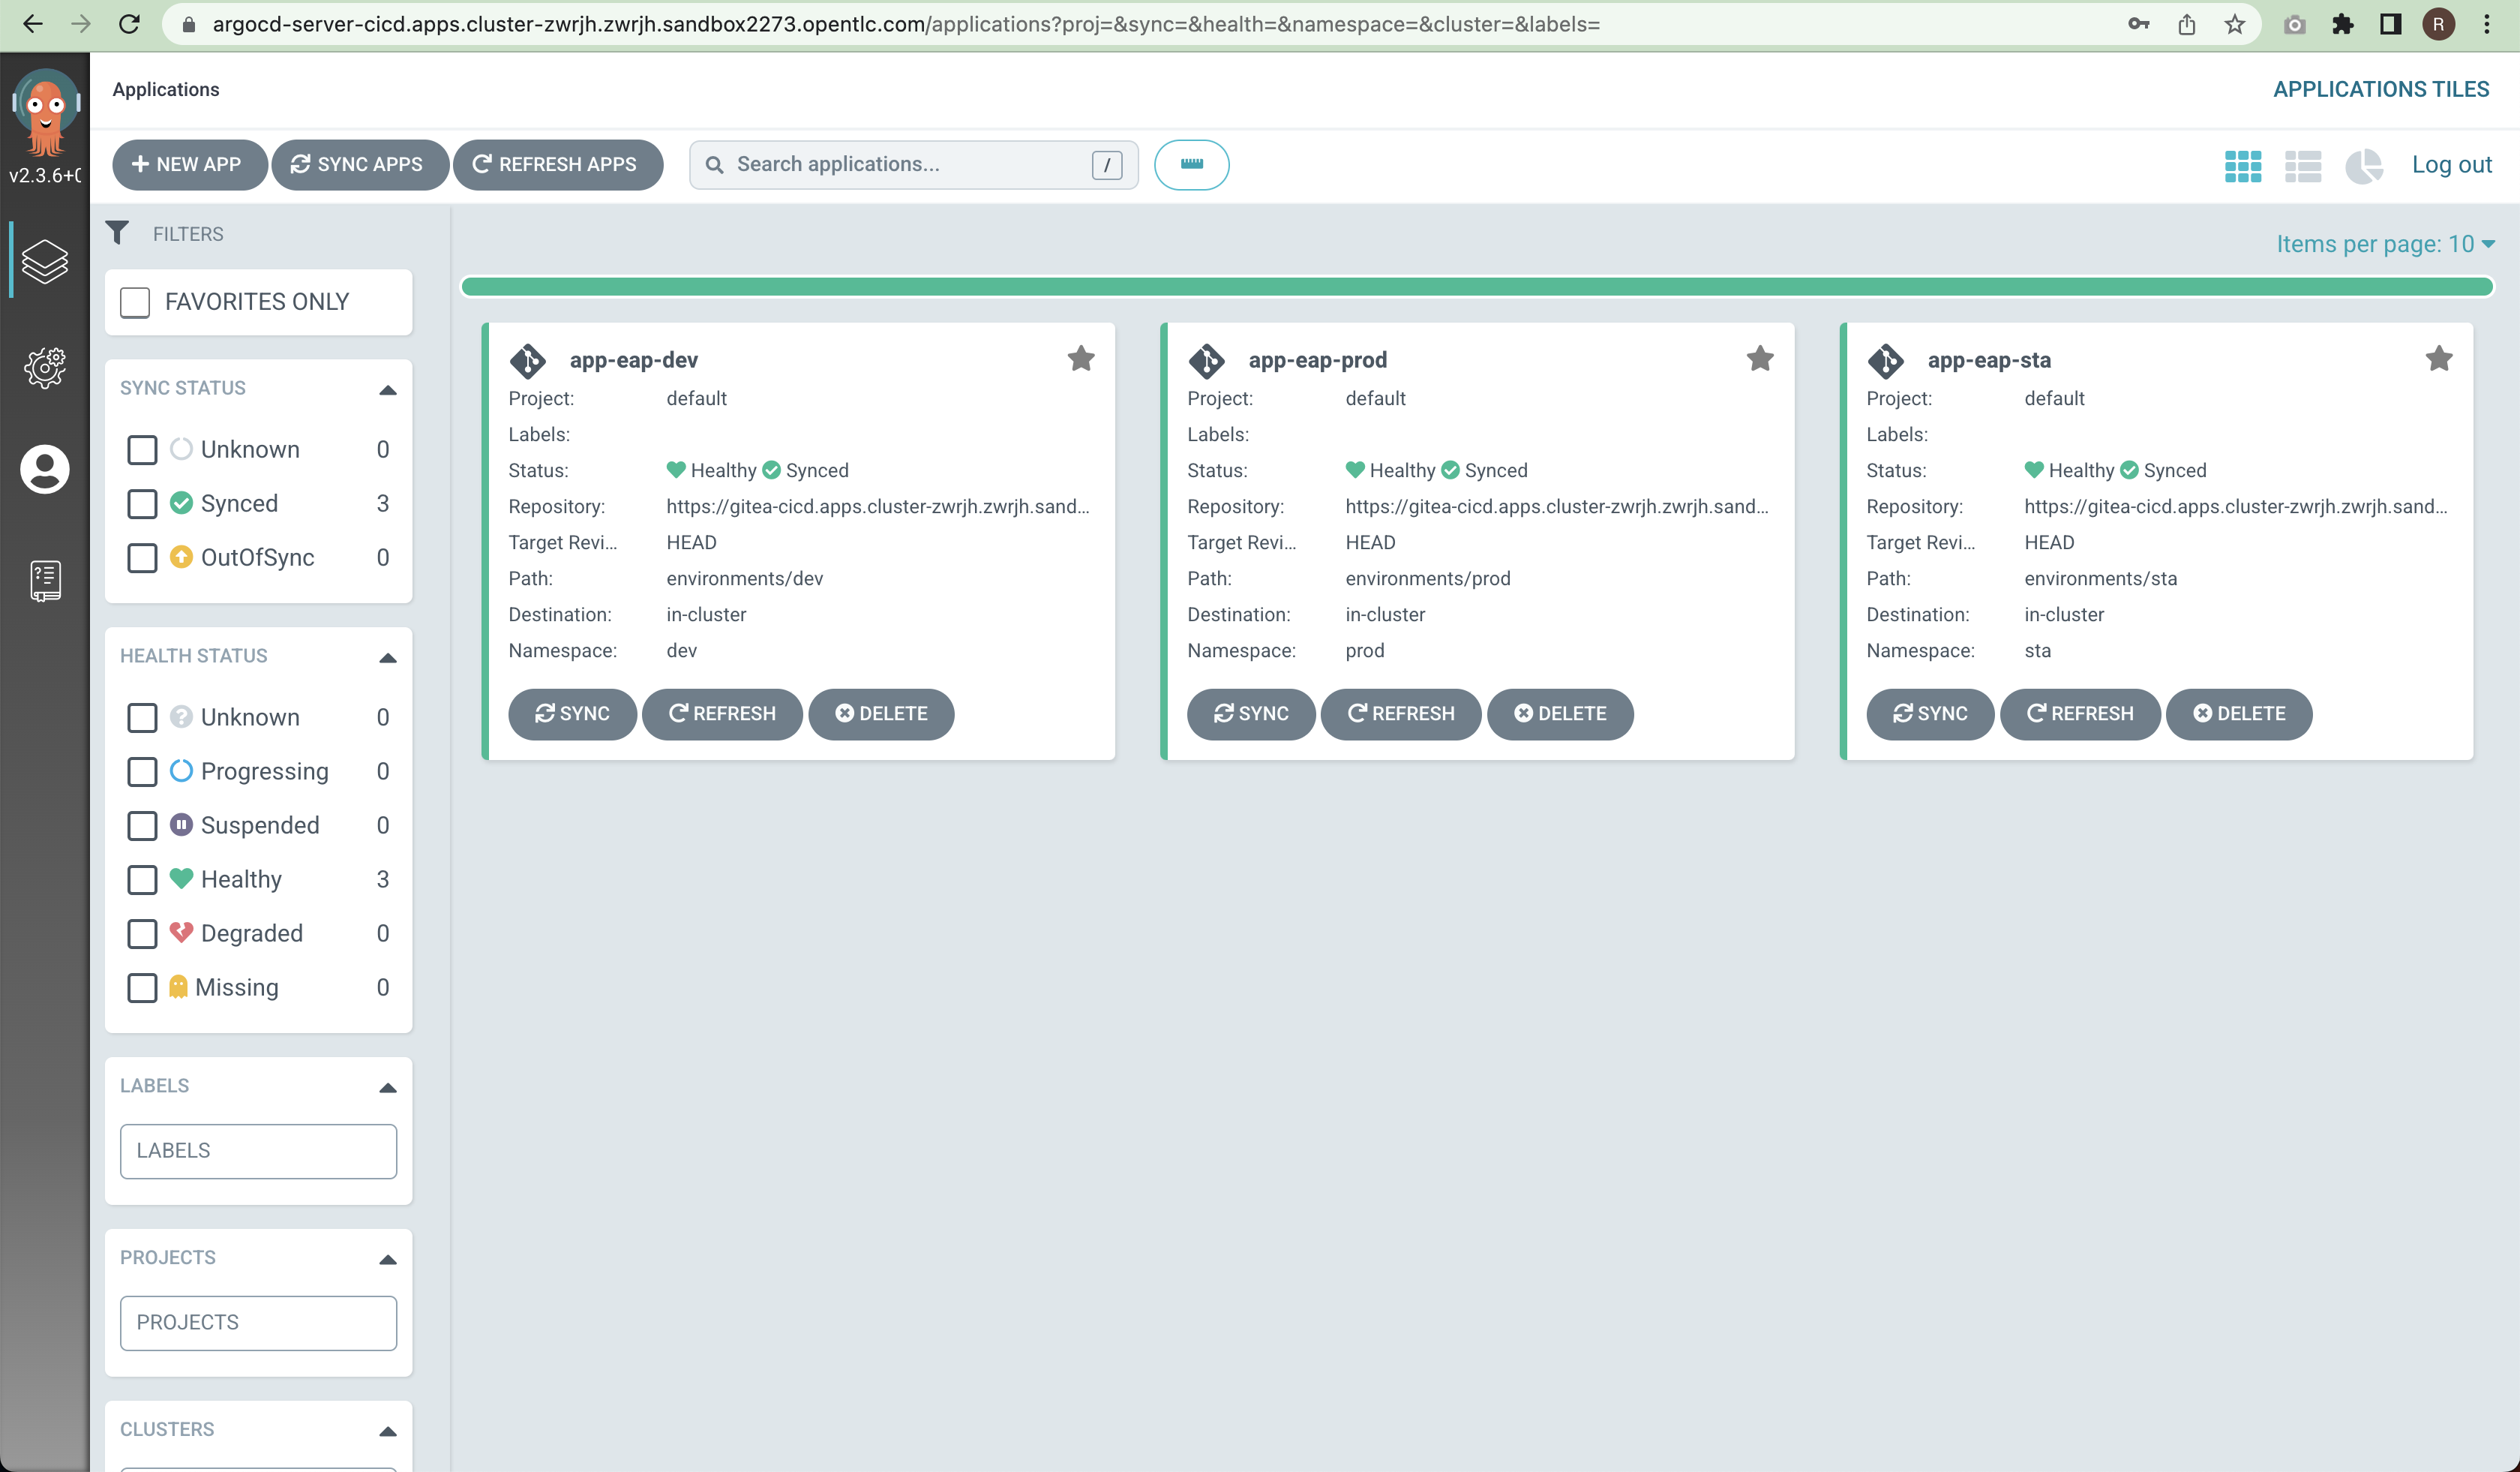 argocd-server-cicd.apps.cluster-zwrjh.zwrjh.sandbox2273.opentlc.com/applications?proj=&sync=&health=&namespace=&cluster=&labels=
R
Applications
APPLICATIONS TILES
v2.3.6+0
NEW APP
SYNC APPS
REFRESH APPS
Search applications...
/
Log out
FILTERS
Items per page: 10
FAVORITES ONLY
SYNC STATUS
Unknown 0
Synced 3
OutOfSync 0
HEALTH STATUS
Unknown 0
Progressing 0
Suspended 0
Healthy 3
Degraded 0
Missing 0
LABELS
LABELS
PROJECTS
PROJECTS
CLUSTERS
app-eap-dev
Project: default
Labels:
Status: Healthy Synced
Repository: https://gitea-cicd.apps.cluster-zwrjh.zwrjh.sand...
Target Revi... HEAD
Path: environments/dev
Destination: in-cluster
Namespace: dev
SYNC REFRESH DELETE
app-eap-prod
Project: default
Labels:
Status: Healthy Synced
Repository: https://gitea-cicd.apps.cluster-zwrjh.zwrjh.sand...
Target Revi... HEAD
Path: environments/prod
Destination: in-cluster
Namespace: prod
SYNC REFRESH DELETE
app-eap-sta
Project: default
Labels:
Status: Healthy Synced
Repository: https://gitea-cicd.apps.cluster-zwrjh.zwrjh.sand...
Target Revi... HEAD
Path: environments/sta
Destination: in-cluster
Namespace: sta
SYNC REFRESH DELETE